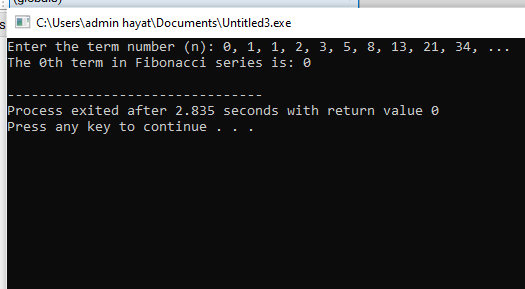 (globals)
C:\Users\admin hayat\Documents\Untitled3.exe
Enter the term number (n): 0, 1, 1, 2, 3, 5, 8, 13, 21, 34, ...
The 0th term in Fibonacci series is: 0
--------------------------------
Process exited after 2.835 seconds with return value 0
Press any key to continue . . .